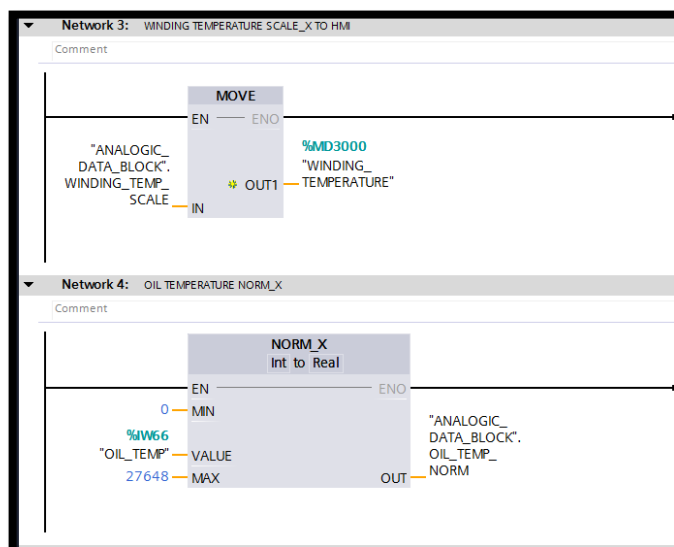 Network 3: WINDING TEMPERATURE SCALE_X TO HMI
Comment
MOVE
EN
ENO
"ANALOGIC_
DATA_BLOCK".
WINDING_TEMP_
SCALE
IN
%MD3000
"WINDING_
TEMPERATURE"
OUT1
Network 4: OIL TEMPERATURE NORM_X
Comment
NORM_X
Int to Real
EN
ENO
0
MIN
%IW66
"OIL_TEMP"
VALUE
27648
MAX
OUT
"ANALOGIC_
DATA_BLOCK".
OIL_TEMP_
NORM